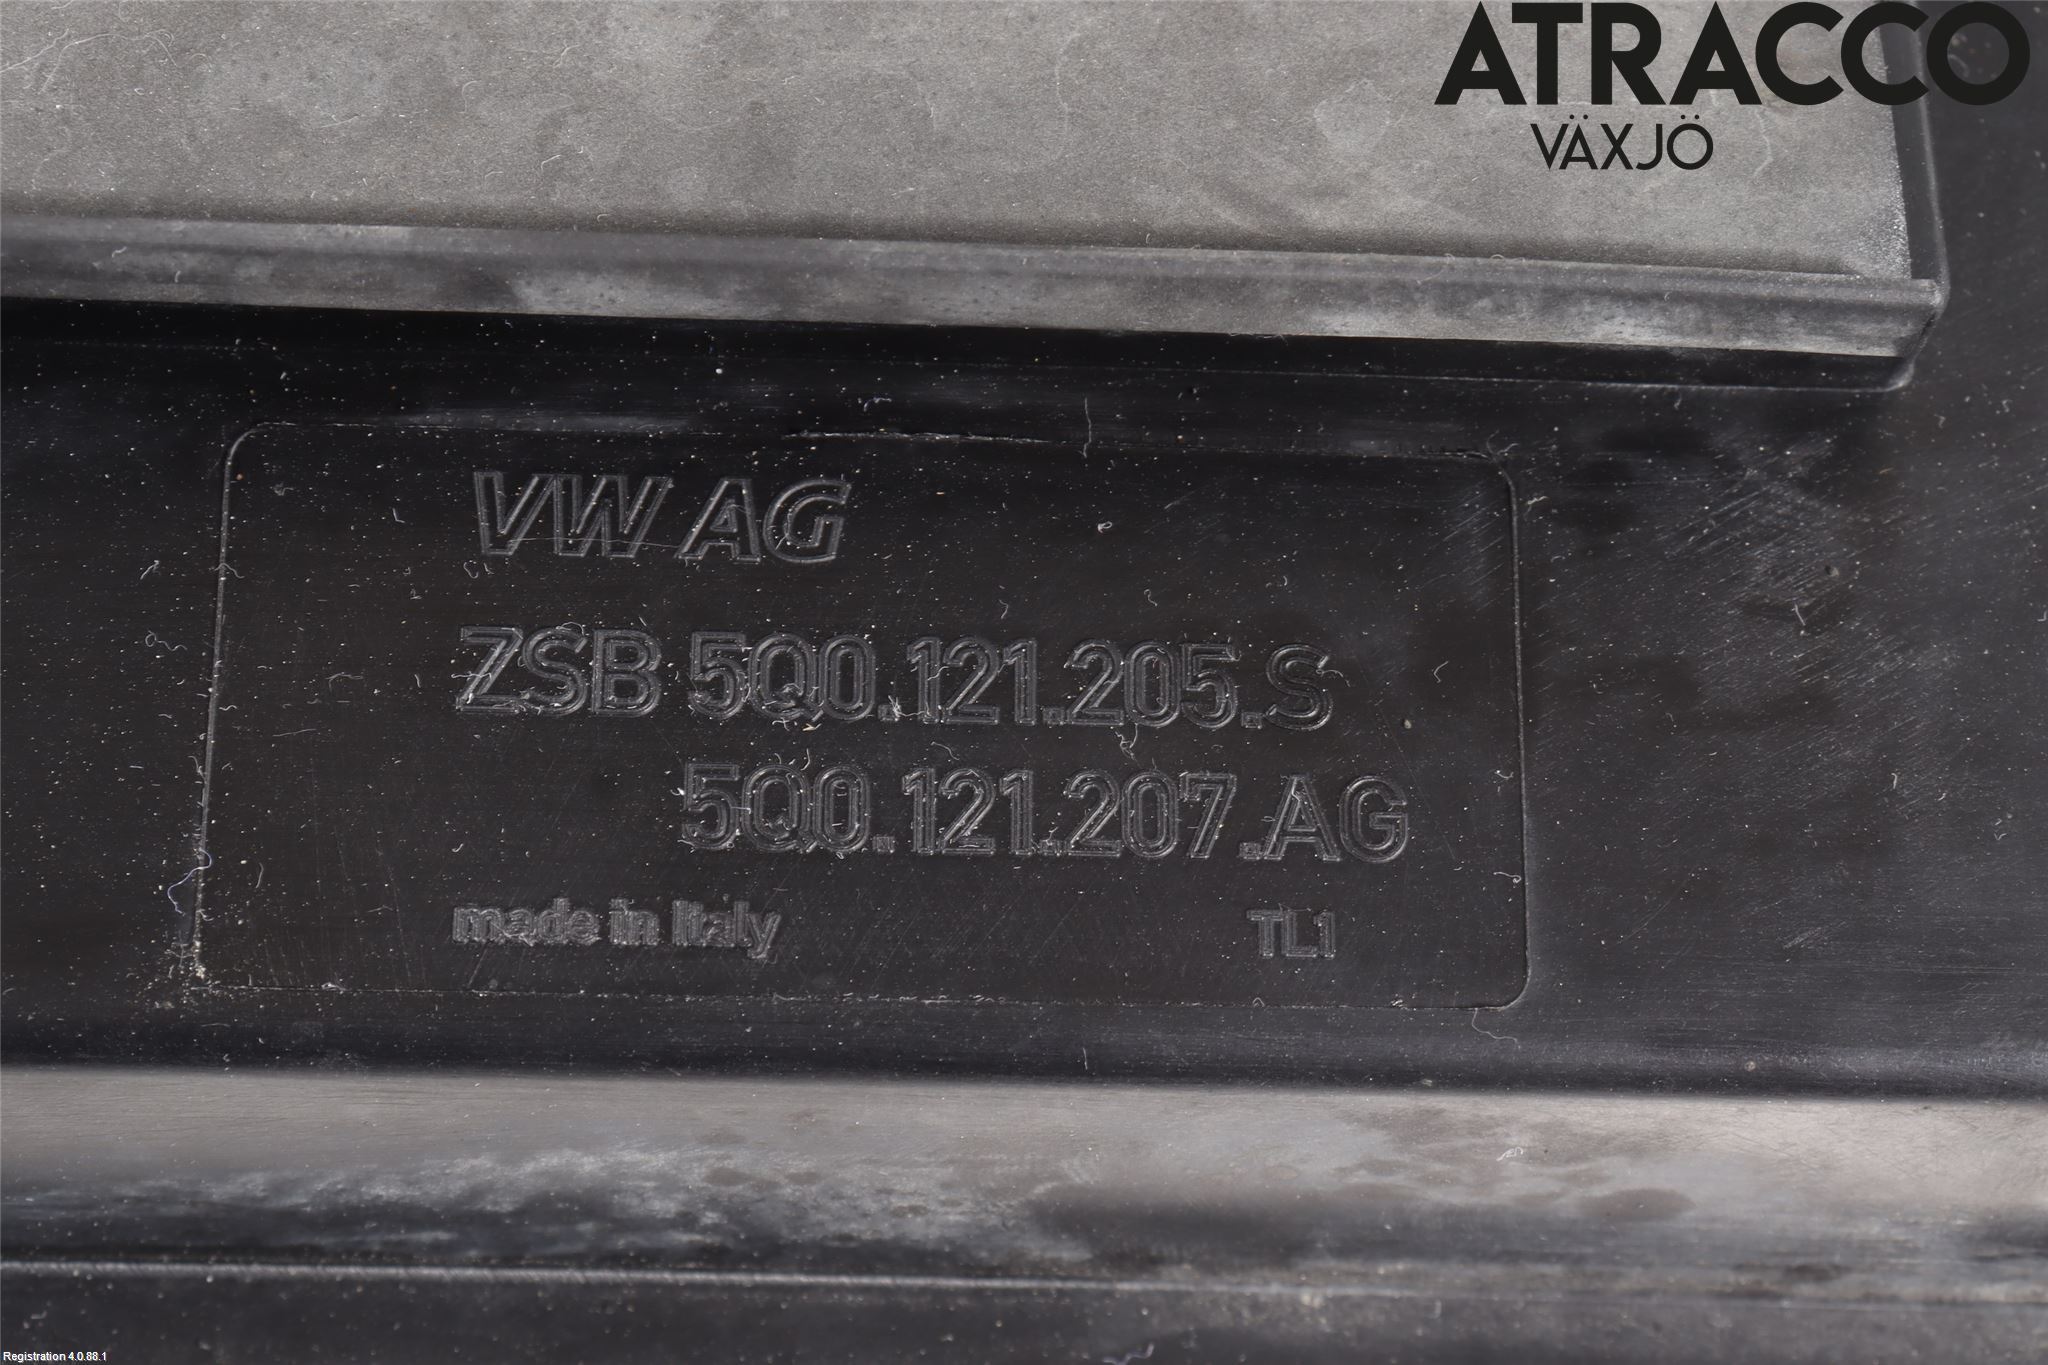 ATRACCO
VÄXJÖ
VW AG
ZSB 5Q0.121.205.S
5Q0.121.207.AG
made in Italy TL1
Registration 4.0.88.1